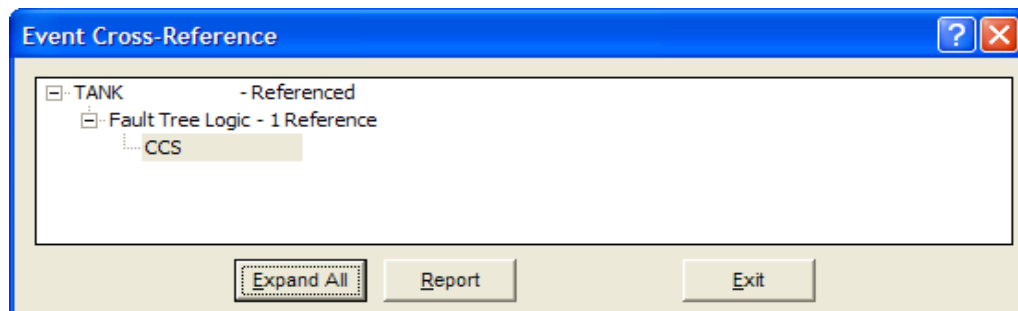 Event Cross-Reference
TANK - Referenced
Fault Tree Logic - 1 Reference
CCS
Expand All Report Exit